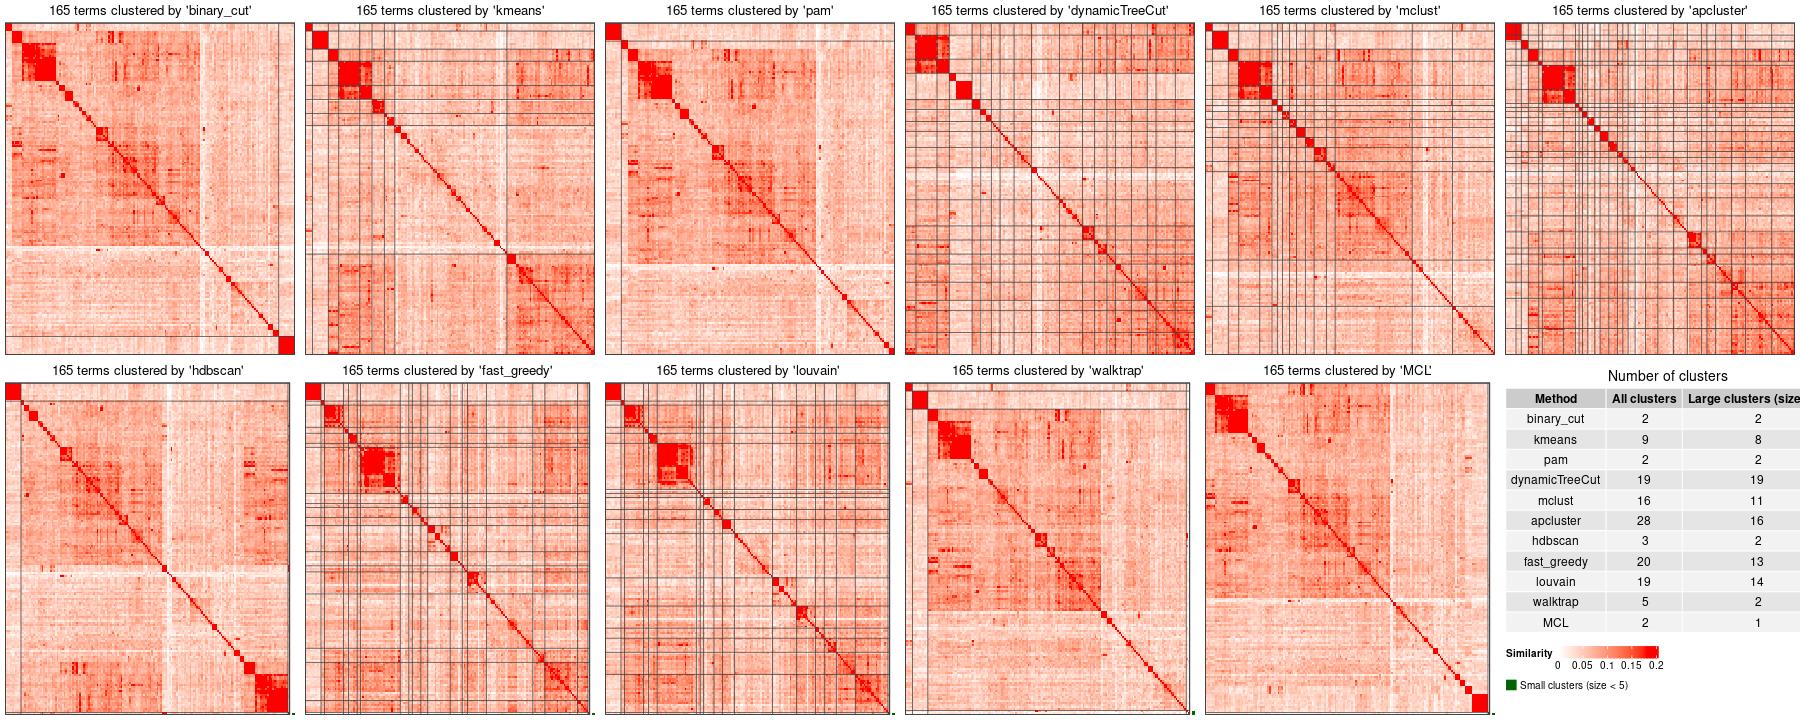 165 terms clustered by 'binary_cut'
165 terms clustered by 'kmeans'
165 terms clustered by 'pam'
165 terms clustered by 'dynamicTreeCut'
165 terms clustered by 'mclust'
165 terms clustered by 'apcluster'
165 terms clustered by 'hdbscan'
165 terms clustered by 'fast_greedy'
165 terms clustered by 'louvain'
165 terms clustered by 'walktrap'
165 terms clustered by 'MCL'
Number of clusters
Method All clusters Large clusters (size
binary_cut 2 2
kmeans 9 8
pam 2 2
dynamicTreeCut 19 19
mclust 16 11
apcluster 28 16
hdbscan 3 2
fast_greedy 20 13
louvain 19 14
walktrap 5 2
MCL 2 1
Similarity
0 0.05 0.1 0.15 0.2
Small clusters (size < 5)